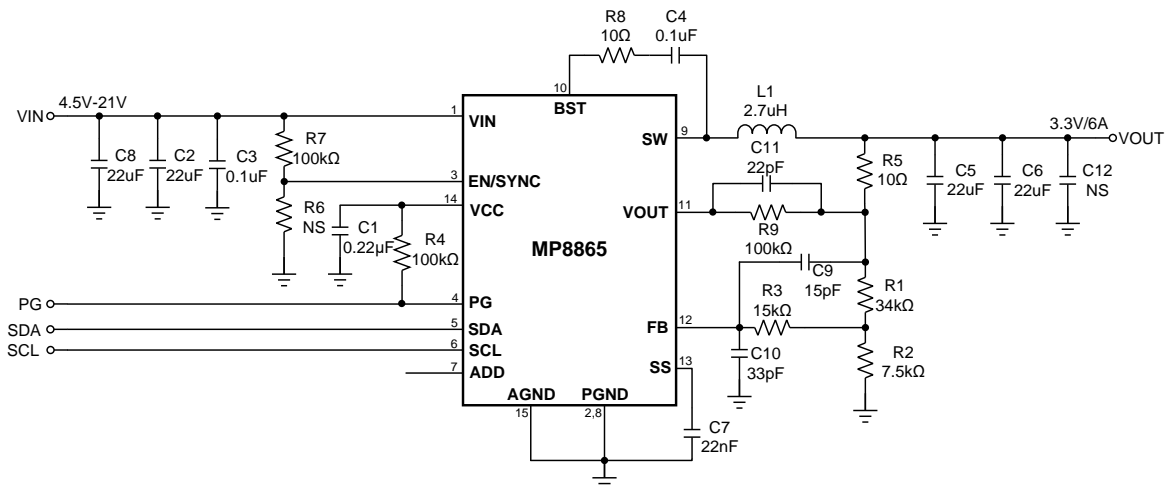 R8
10Ω
C4
0.1uF
10
BST
VIN
4.5V-21V
1
VIN
L1
2.7uH
SW
9
3.3V/6A
VOUT
C8
22uF
C2
22uF
C3
0.1uF
R7
100kΩ
C11
22pF
R5
10Ω
C5
22uF
C6
22uF
C12
NS
3
EN/SYNC
14
VCC
R6
NS
C1
0.22µF
R4
100kΩ
VOUT
11
R9
100kΩ
MP8865
C9
15pF
R1
34kΩ
R3
15kΩ
PG
4
PG
SDA
5
SDA
SCL
6
SCL
7
ADD
FB
12
C10
33pF
R2
7.5kΩ
SS
13
AGND
15
PGND
2,8
C7
22nF